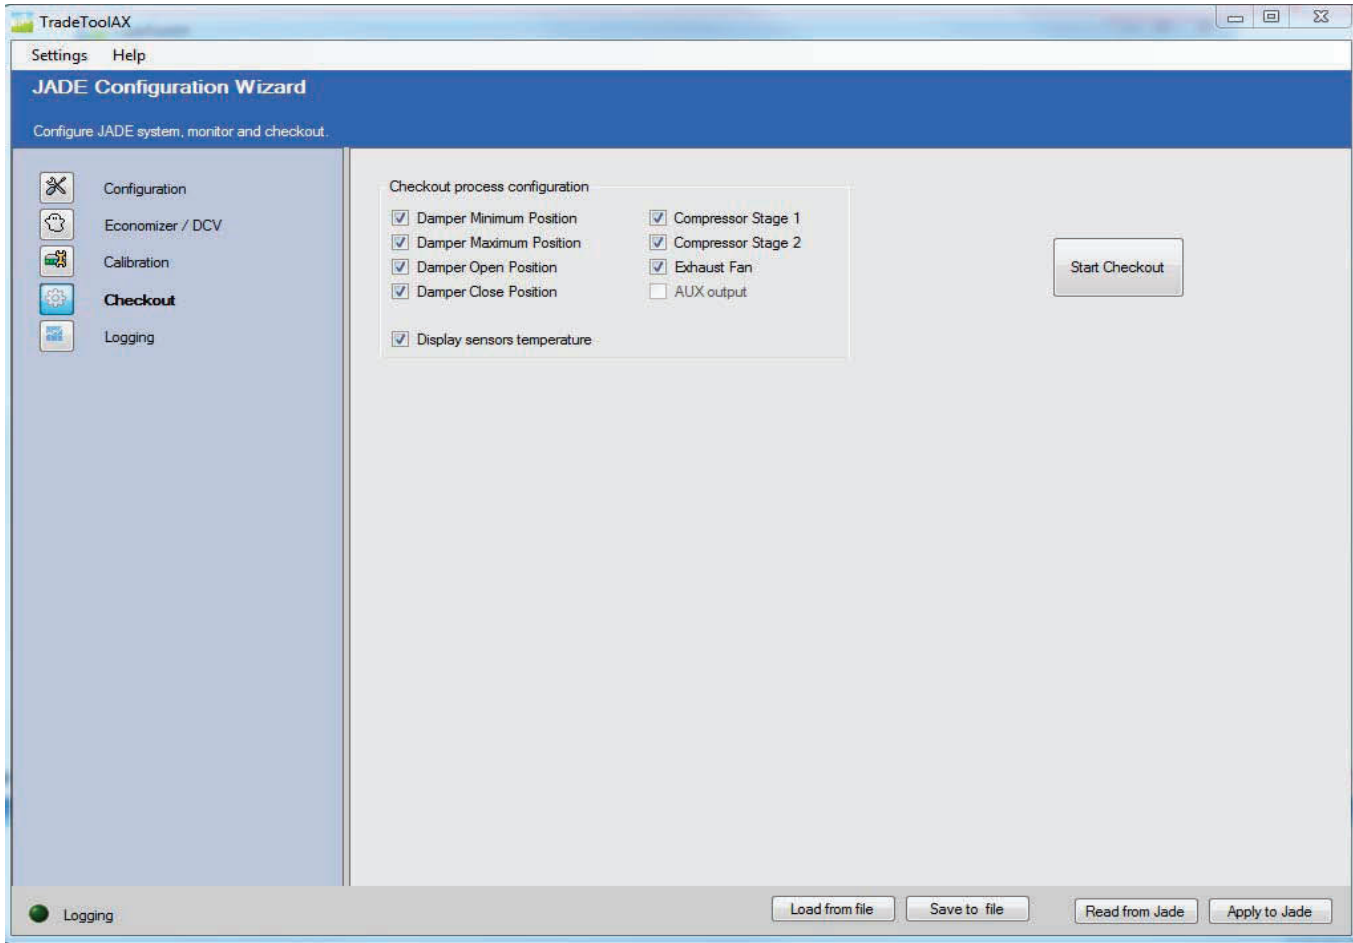 TradeToolAX
Settings Help
JADE Configuration Wizard
Configure JADE system, monitor and checkout.
Configuration
Economizer / DCV
Calibration
Checkout
Logging
Checkout process configuration
Damper Minimum Position
Damper Maximum Position
Damper Open Position
Damper Close Position
Display sensors temperature
Compressor Stage 1
Compressor Stage 2
Exhaust Fan
AUX output
Start Checkout
Logging
Load from file
Save to file
Read from Jade
Apply to Jade